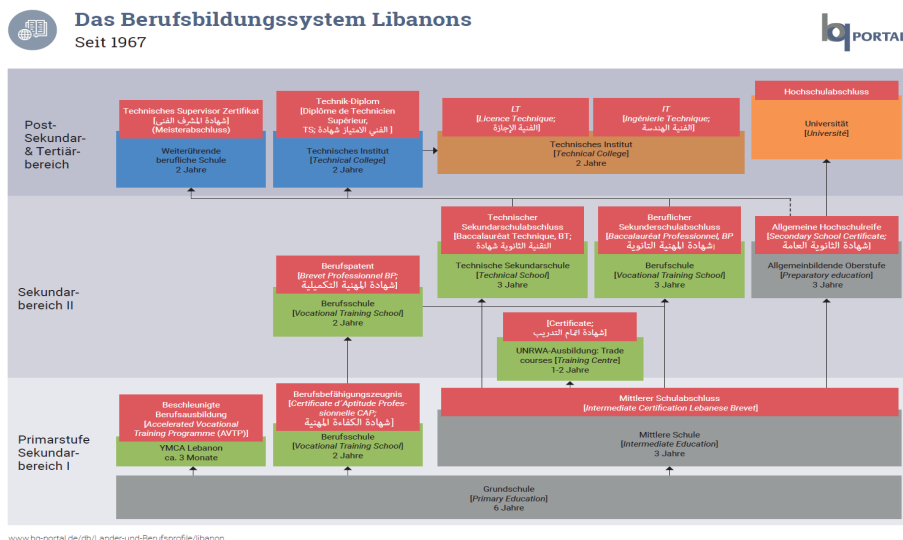 Das Berufsbildungssystem Libanons
Seit 1967
bq PORTAL
Post-
Sekundar-
& Tertiär-
bereich
Technisches Supervisor Zertifikat
[شهادة المشرف الفني]
(Meisterabschluss)
Weiterführende
berufliche Schule
2 Jahre
Technik-Diplom
[Diplôme de Technicien
Supérieur,
TS; الفني الامتياز شهادة ]
Technisches Institut
[Technical College]
2 Jahre
LT
[Licence Technique;
الفنية الإجازة]
IT
[Ingénierie Technique;
الفنية الهندسة]
Technisches Institut
[Technical College]
2 Jahre
Hochschulabschluss
Universität
[Université]
Sekundar-
bereich II
Berufspatent
[Brevet Professionnel BP;
شهادة المهنية التكميلية]
Berufsschule
[Vocational Training School]
2 Jahre
Technischer
Sekundarschulabschluss
[Baccalauréat Technique, BT;
التقنية الثانوية شهادة
Technische Sekundarschule
[Technical School]
3 Jahre
Beruflicher
Sekunderschulabschluss
[Baccalauréat Professionnel, BP
شهادة المهنية الثانوية]
Berufschule
[Vocational Training School]
3 Jahre
Allgemeine Hochschulreife
[Secondary School Certificate;
شهادة الثانوية العامة]
Allgemeinbildende Oberstufe
[Preparatory education]
3 Jahre
[Certificate;
شهادة اتمام التدريب]
UNRWA-Ausbildung: Trade
courses [Training Centre]
1-2 Jahre
Primarstufe
Sekundar-
bereich I
Beschleunigte
Berufsausbildung
[Accelerated Vocational
Training Programme (AVTP)]
YMCA Lebanon
ca. 3 Monate
Berufsbefähigungszeugnis
[Certificate d´Aptitude Profes-
sionnelle CAP;
شهادة الكفاءة المهنية]
Berufsschule
[Vocational Training School]
2 Jahre
Mittlerer Schulabschluss
[Intermediate Certification Lebanese Brevet]
Mittlere Schule
[Intermediate Education]
3 Jahre
Grundschule
[Primary Education]
6 Jahre
www.bq-portal.de/db/Länder-und-Berufsprofile/libanon